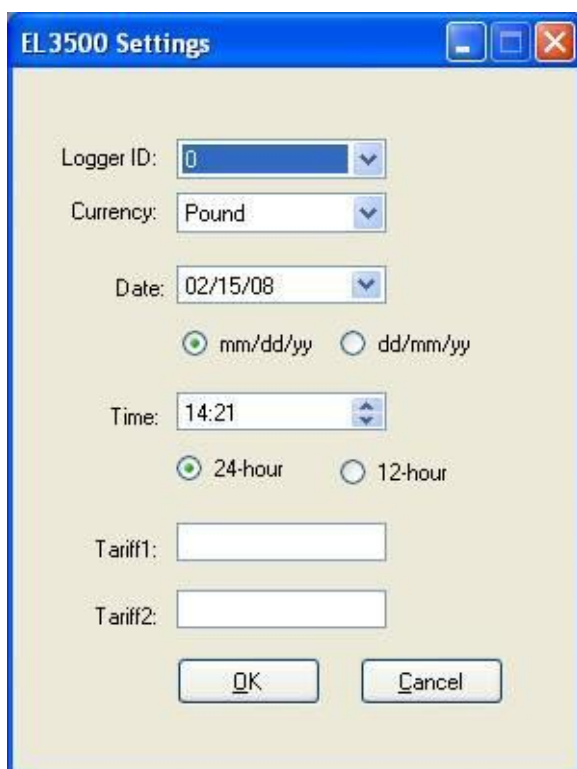 EL3500 Settings
Logger ID: 0
Currency: Pound
Date: 02/15/08
mm/dd/yy dd/mm/yy
Time: 14:21
24-hour 12-hour
Tariff1:
Tariff2:
OK Cancel